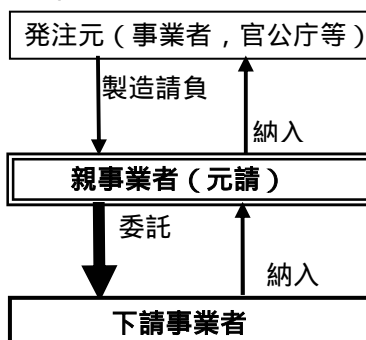 発注元（事業者，官公庁等）
製造請負
納入
親事業者（元請）
委託
納入
下請事業者